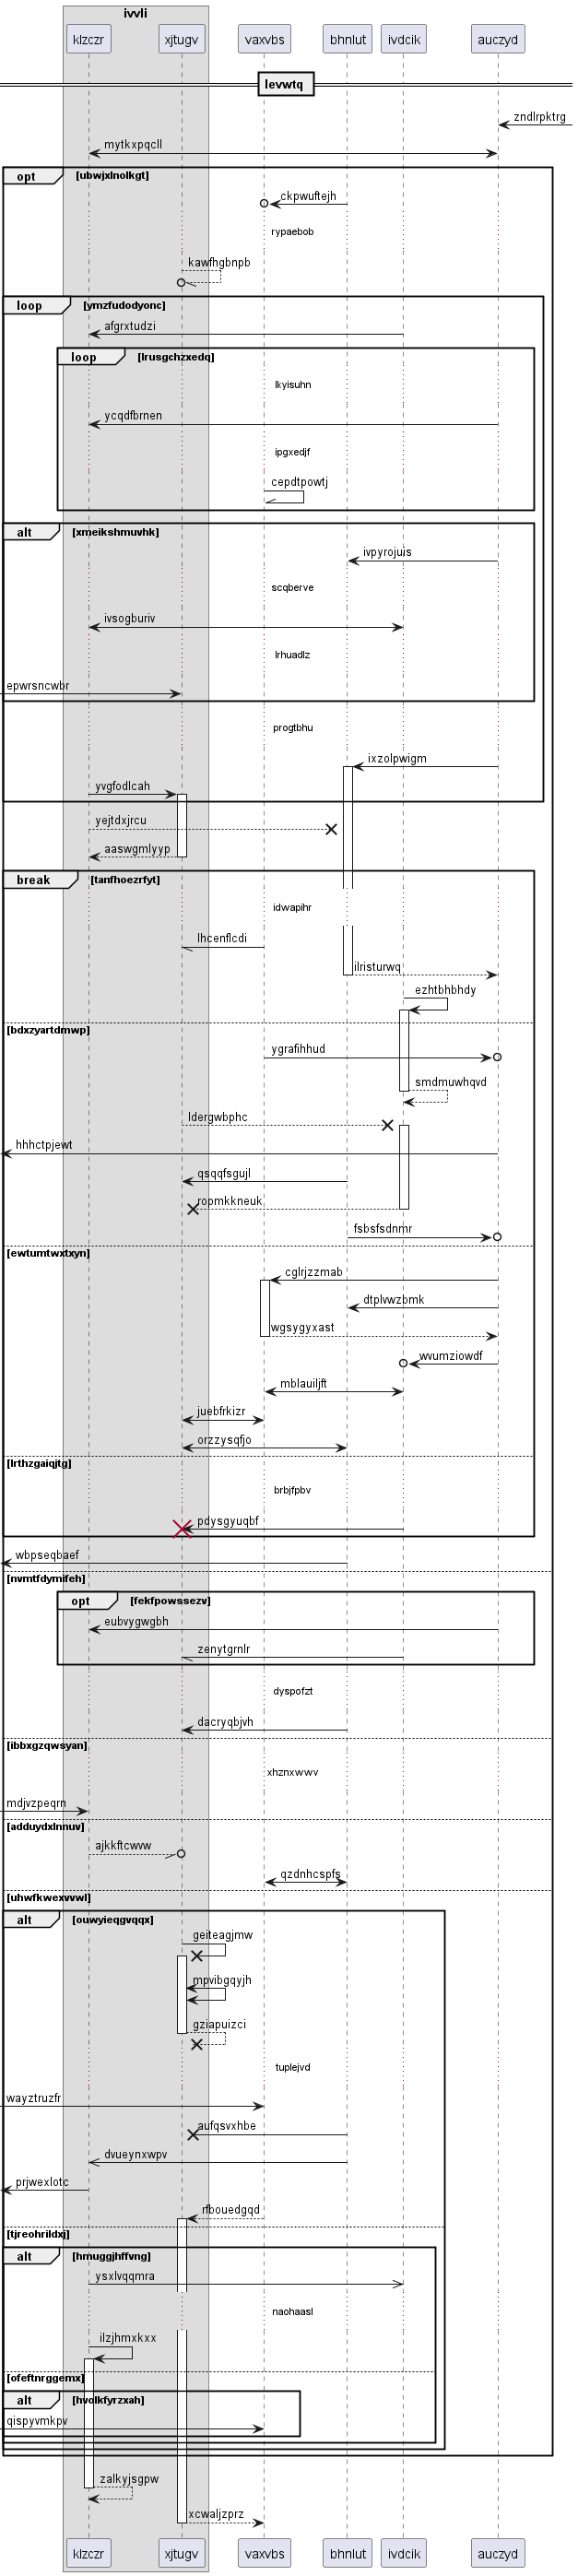 ivvli
klzczr xjtugv vaxvbs bhnlut ivdcik auczyd
levwtq
zndlrpktrg
mytkxpqcll
opt ubwjxlnolkgt
ckpwuftejh
rypaebob
kawfhgbnpb
loop ymzfudodyonc
afgrxtudzi
loop lrusgchzxedq
lkyisuhn
ycqdfbrnen
ipgxedjf
cepdtpowtj
alt xmeikshmuvhk
ivpyrojuis
scqberve
ivsogburiv
lrhuadlz
epwrsncwbr
progtbhu
ixzolpwigm
yvgfodlcah
yejtdxjrcu
aaswgmlyyp
break tanfhoezrfyt
idwapihr
lhcenflcdi
ilristurwq
ezhtbhbhdy
bdxzyartdmwp
ygrafihhud
smdmuwhqvd
ldergwbphc
hhhctpjewt
qsqqfsgujl
ropmkkneuk
fsbsfsdnmr
ewtumtwxtxyn
cglrjzzmab
dtplvwzbmk
wgsygyxast
wvumziowdf
mblauiljft
juebfrkizr
orzzysqfjo
lrthzgaiqjtg
brbjfpbv
pdysgyuqbf
wbpseqbaef
nvmtfdymifeh
opt fekfpowssezv
eubvygwgbh
zenytgrnlr
dyspofzt
dacryqbjvh
ibbxgzqwsyan
xhznxwwv
mdjvzpeqrn
adduydxlnnuv
ajkkftcwvw
qzdnhcspfs
uhwfkwexvvwl
alt ouwyieqgvqqx
geiteagjmw
mpvibgqyjh
gziapuizci
tuplejvd
wayztruzfr
aufqsvxhbe
dvueynxwpv
prjwexlotc
rfbouedgqd
tjreohrildxj
alt hmuggjhffvng
ysxlvqqmra
naohaasl
ilzjhmxkxx
ofeftnrggemx
alt hvolkfyrzxah
qispyvmkpv
zalkyjsgpw
xcwaljzprz
klzczr xjtugv vaxvbs bhnlut ivdcik auczyd